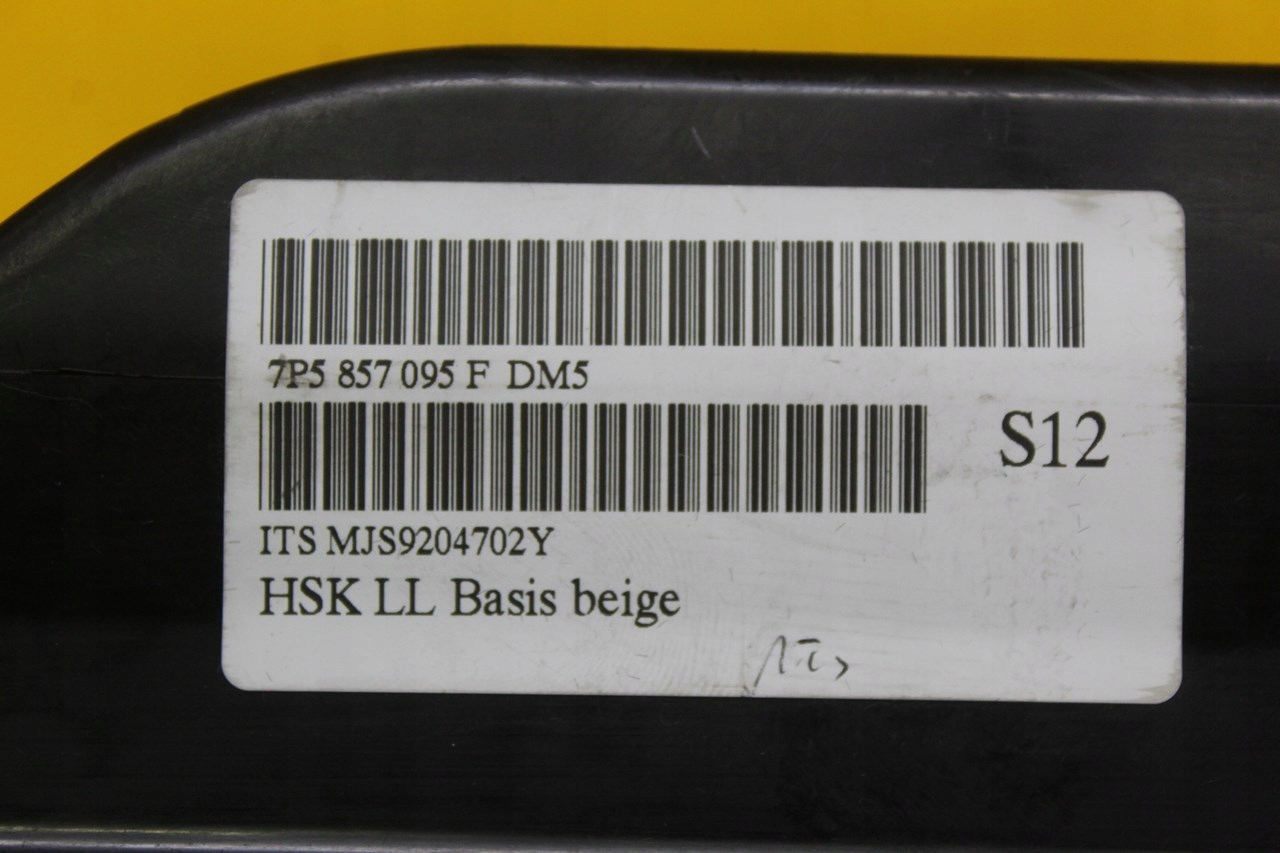 7P5 857 095 F DM5
S12
ITS MJS9204702Y
HSK LL Basis beige